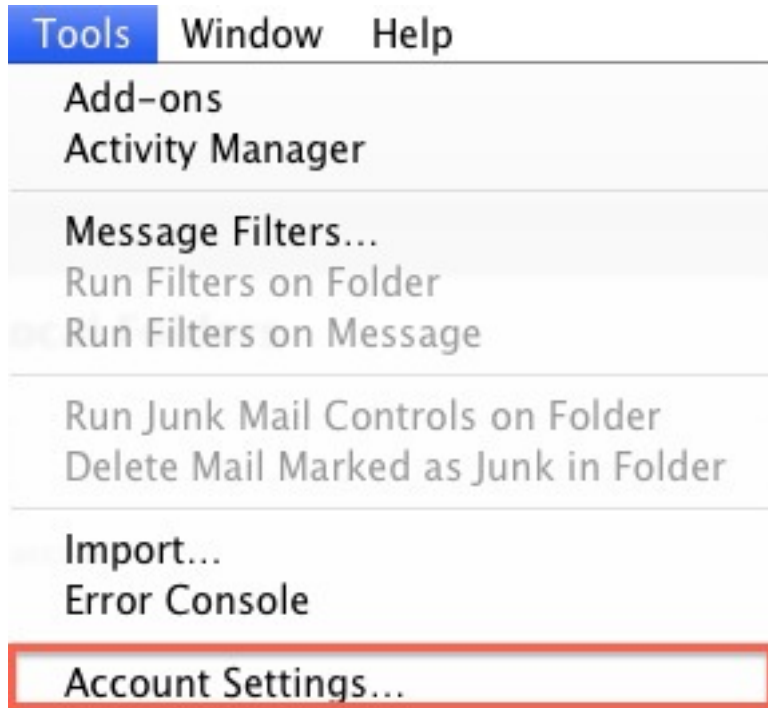 Tools Window Help
Add-ons
Activity Manager
Message Filters...
Run Filters on Folder
Run Filters on Message
Run Junk Mail Controls on Folder
Delete Mail Marked as Junk in Folder
Import...
Error Console
Account Settings...